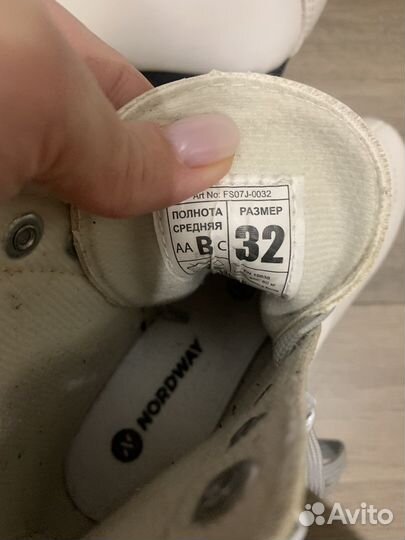 Art No: FS07J-0032
ПОЛНОТА
СРЕДНЯЯ
AA B C
РАЗМЕР
32
NORDWAY
Avito